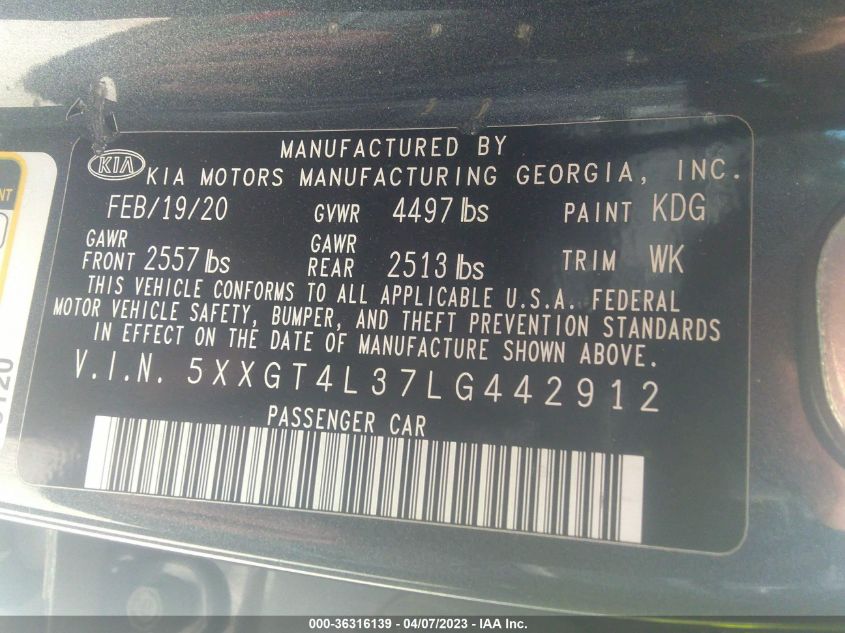 MANUFACTURED BY
KIA KIA MOTORS MANUFACTURING GEORGIA, INC.
FEB/19/20 GVWR 4497 lbs PAINT KDG
GAWR FRONT 2557 lbs GAWR REAR 2513 lbs TRIM WK
THIS VEHICLE CONFORMS TO ALL APPLICABLE U.S.A. FEDERAL
MOTOR VEHICLE SAFETY, BUMPER, AND THEFT PREVENTION STANDARDS
IN EFFECT ON THE DATE OF MANUFACTURE SHOWN ABOVE.
V.I.N. 5XXGT4L37LG442912
PASSENGER CAR
000-36316139 - 04/07/2023 - IAA Inc.